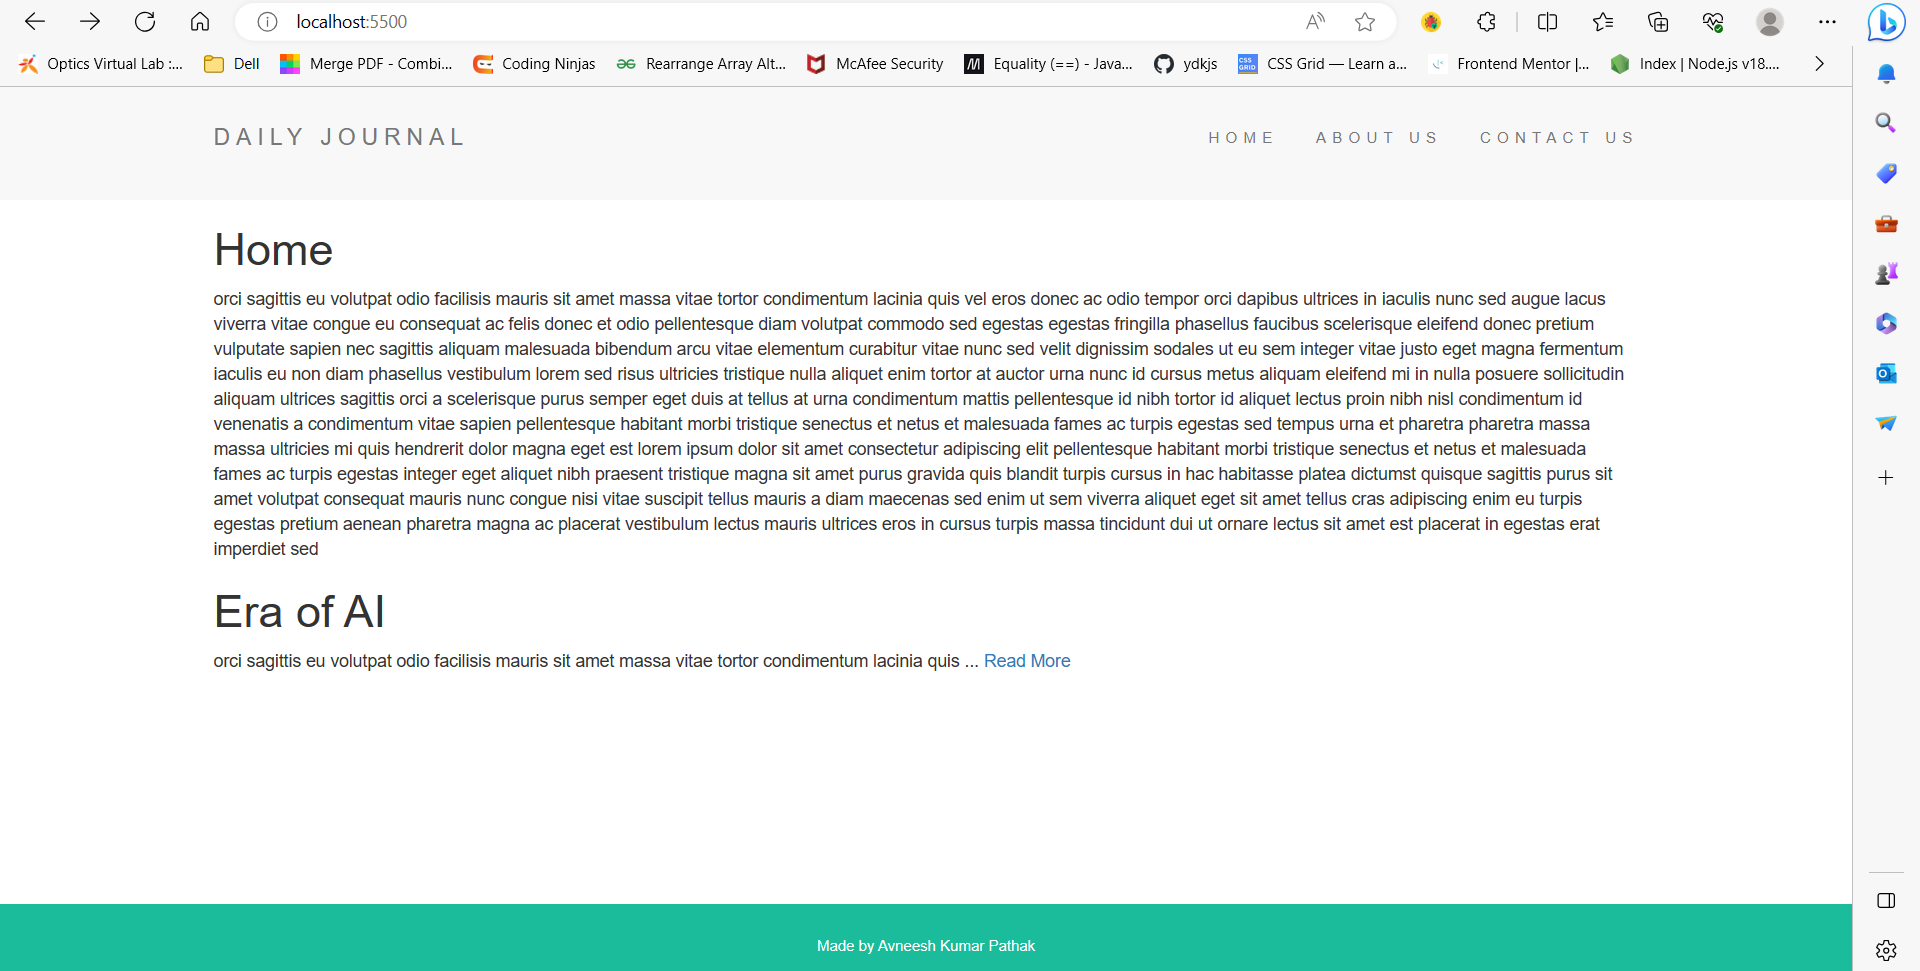 localhost:5500
Optics Virtual Lab :... Dell Merge PDF - Combi... Coding Ninjas Rearrange Array Alt... McAfee Security Equality (==) - Java... ydkjs CSS Grid — Learn a... Frontend Mentor |... Index | Node.js v18....
DAILY JOURNAL HOME ABOUT US CONTACT US
Home
orci sagittis eu volutpat odio facilisis mauris sit amet massa vitae tortor condimentum lacinia quis vel eros donec ac odio tempor orci dapibus ultrices in iaculis nunc sed augue lacus
viverra vitae congue eu consequat ac felis donec et odio pellentesque diam volutpat commodo sed egestas egestas fringilla phasellus faucibus scelerisque eleifend donec pretium
vulputate sapien nec sagittis aliquam malesuada bibendum arcu vitae elementum curabitur vitae nunc sed velit dignissim sodales ut eu sem integer vitae justo eget magna fermentum
iaculis eu non diam phasellus vestibulum lorem sed risus ultricies tristique nulla aliquet enim tortor at auctor urna nunc id cursus metus aliquam eleifend mi in nulla posuere sollicitudin
aliquam ultrices sagittis orci a scelerisque purus semper eget duis at tellus at urna condimentum mattis pellentesque id nibh tortor id aliquet lectus proin nibh nisl condimentum id
venenatis a condimentum vitae sapien pellentesque habitant morbi tristique senectus et netus et malesuada fames ac turpis egestas sed tempus urna et pharetra pharetra massa
massa ultricies mi quis hendrerit dolor magna eget est lorem ipsum dolor sit amet consectetur adipiscing elit pellentesque habitant morbi tristique senectus et netus et malesuada
fames ac turpis egestas integer eget aliquet nibh praesent tristique magna sit amet purus gravida quis blandit turpis cursus in hac habitasse platea dictumst quisque sagittis purus sit
amet volutpat consequat mauris nunc congue nisi vitae suscipit tellus mauris a diam maecenas sed enim ut sem viverra aliquet eget sit amet tellus cras adipiscing enim eu turpis
egestas pretium aenean pharetra magna ac placerat vestibulum lectus mauris ultrices eros in cursus turpis massa tincidunt dui ut ornare lectus sit amet est placerat in egestas erat
imperdiet sed
Era of AI
orci sagittis eu volutpat odio facilisis mauris sit amet massa vitae tortor condimentum lacinia quis ... Read More
Made by Avneesh Kumar Pathak